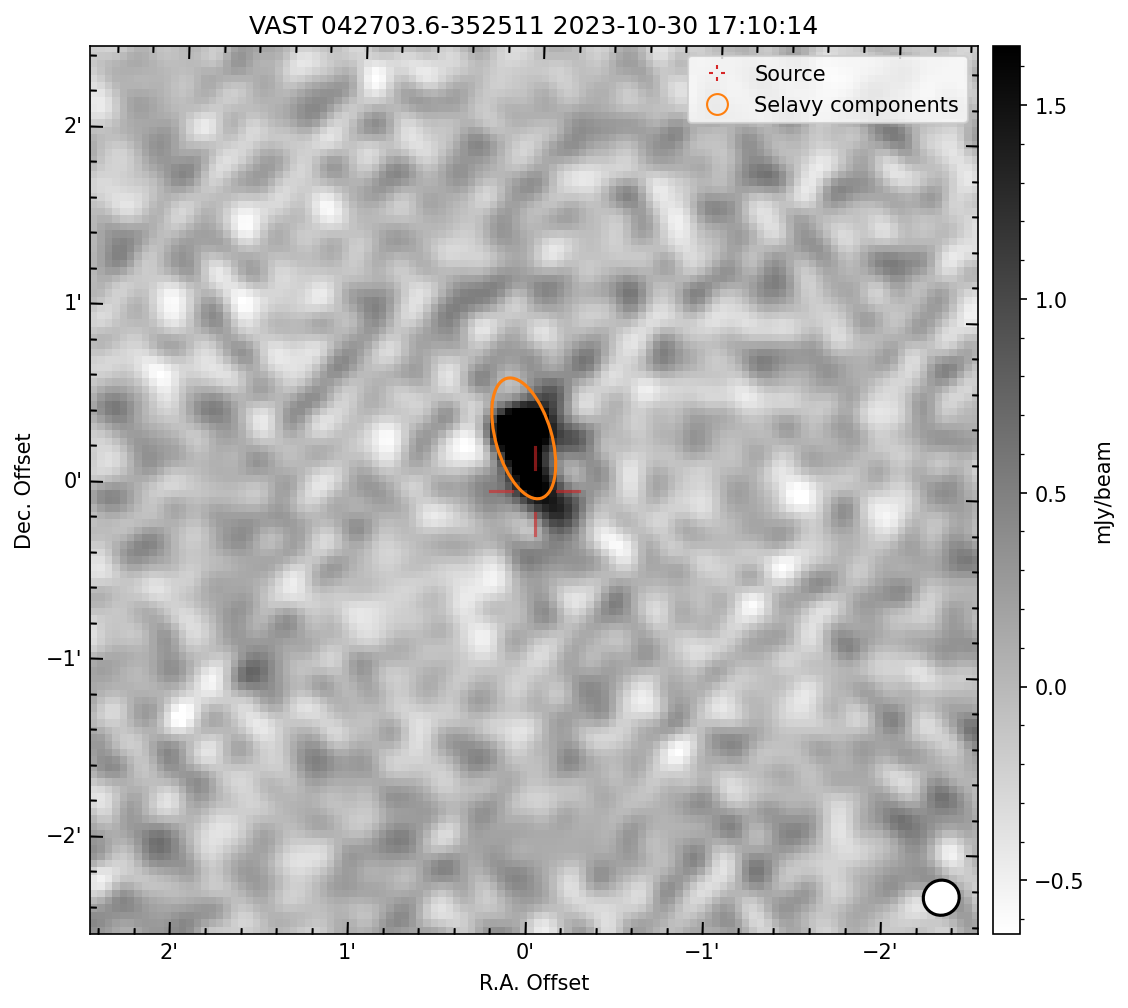 VAST 042703.6-352511 2023-10-30 17:10:14
Source
Selavy components
2'
1'
0'
−1'
−2'
Dec. Offset
2'
1'
0'
−1'
−2'
R.A. Offset
1.5
1.0
0.5
0.0
−0.5
mJy/beam